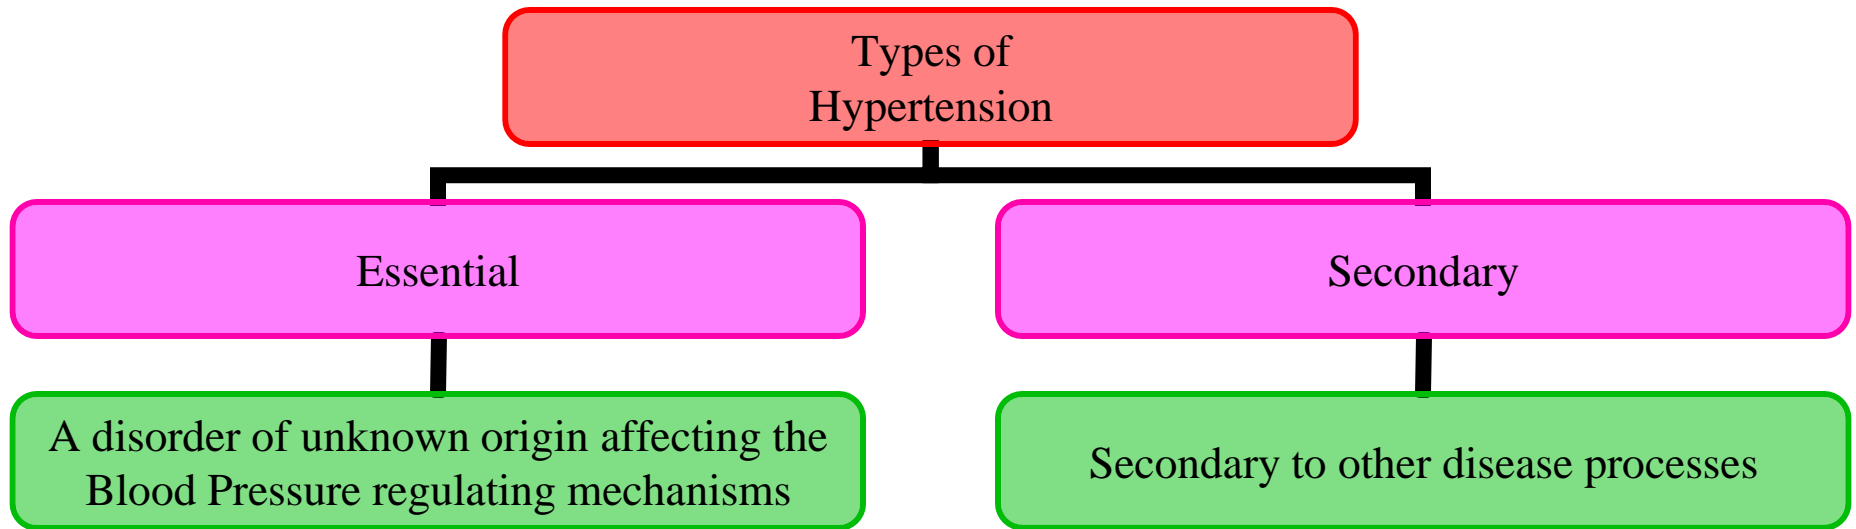 Types of
Hypertension
Essential
Secondary
A disorder of unknown origin affecting the
Blood Pressure regulating mechanisms
Secondary to other disease processes